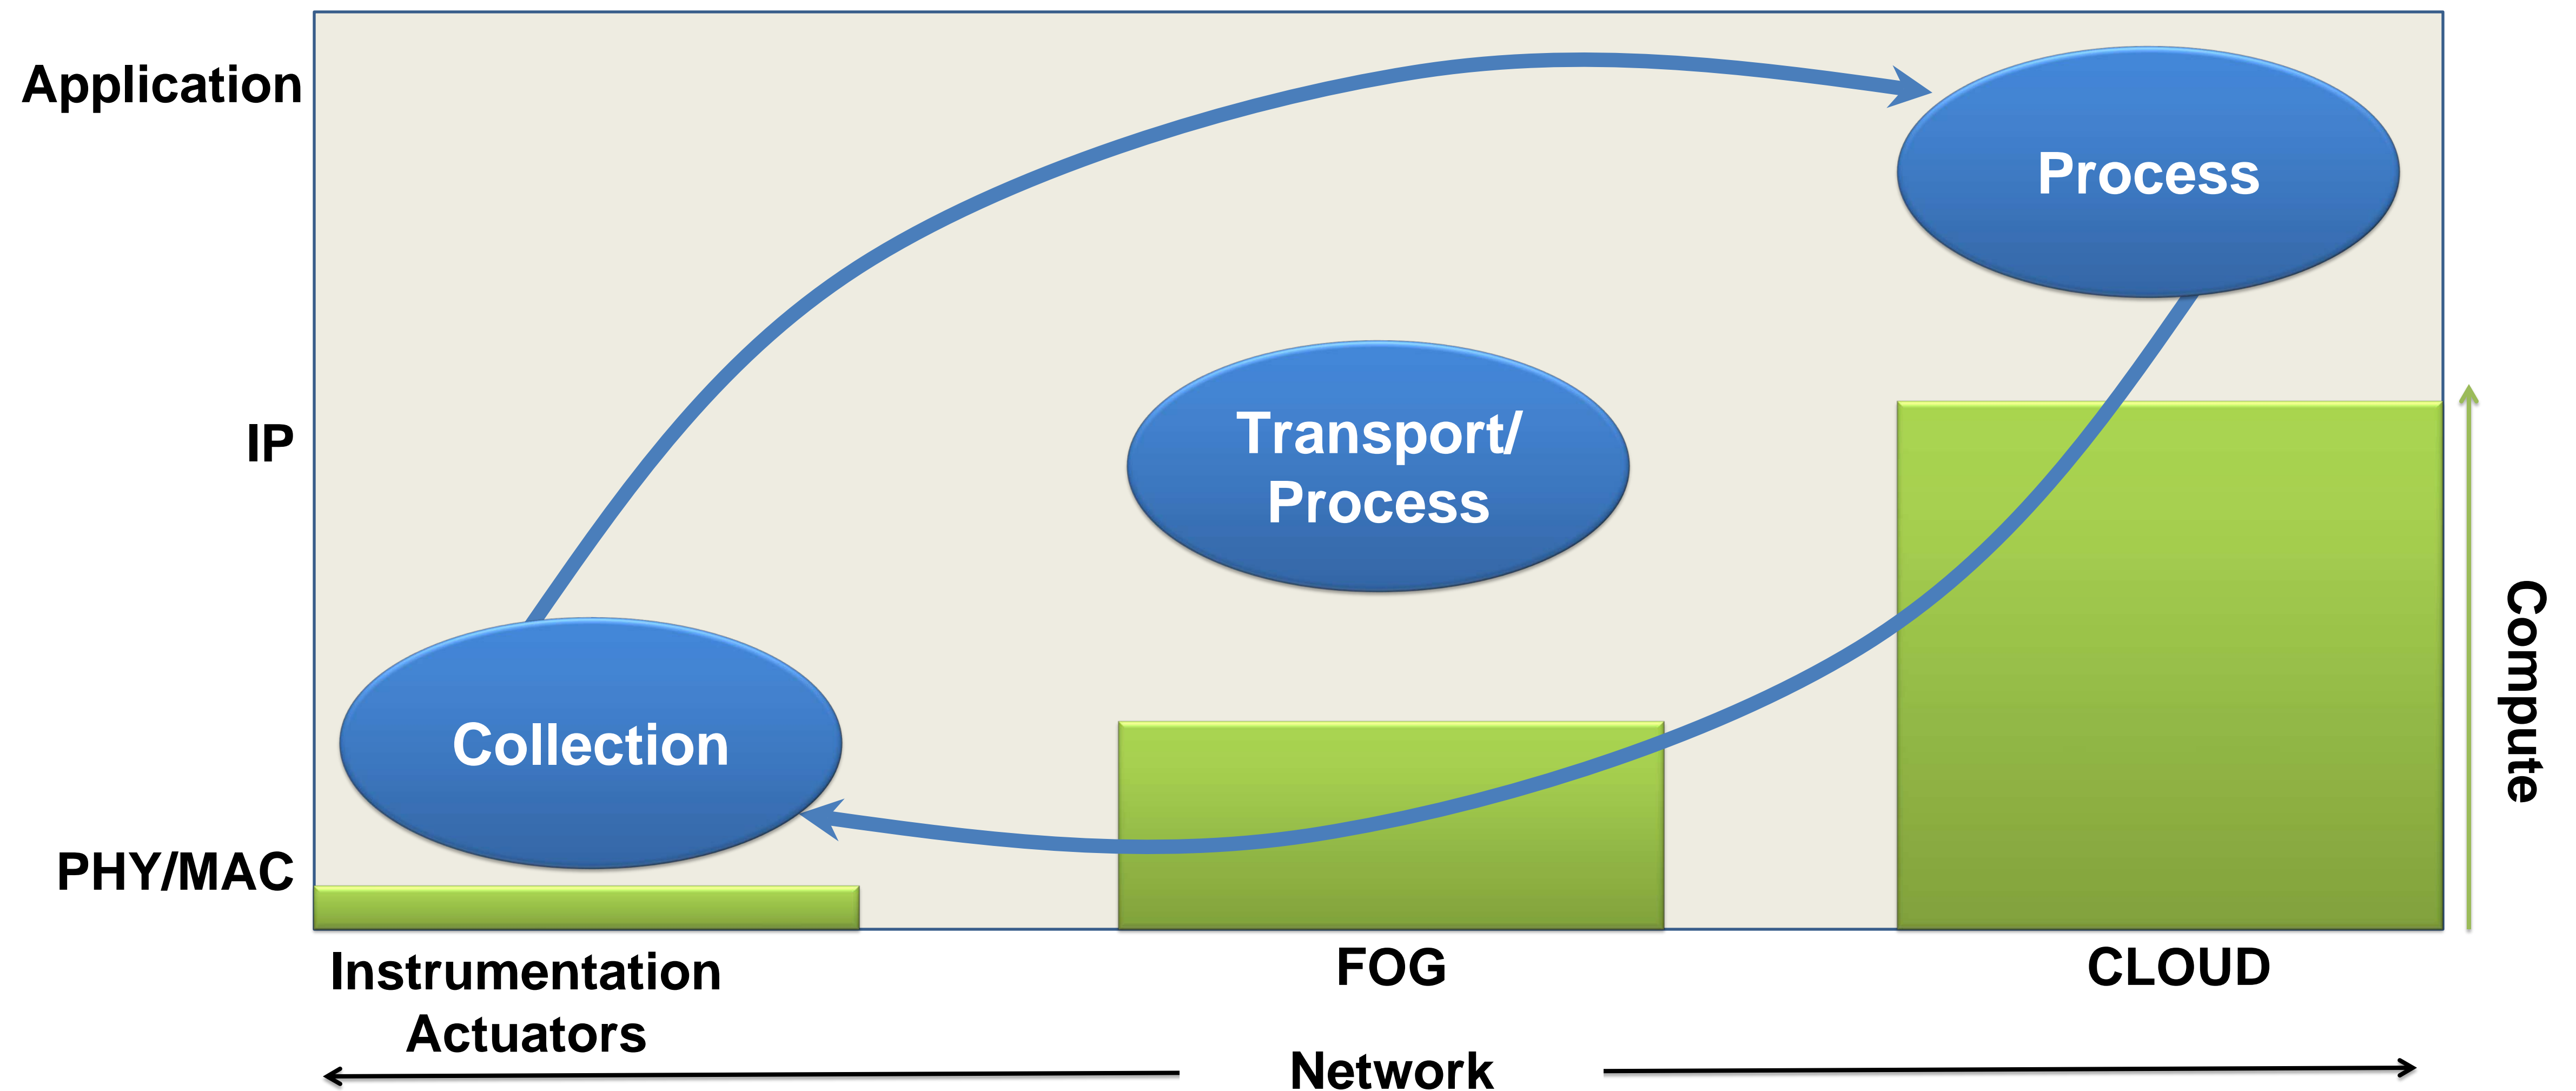 Application
Process
Transport/
Process
IP
Collection
Compute
PHY/MAC
Instrumentation
Actuators
FOG
CLOUD
Network